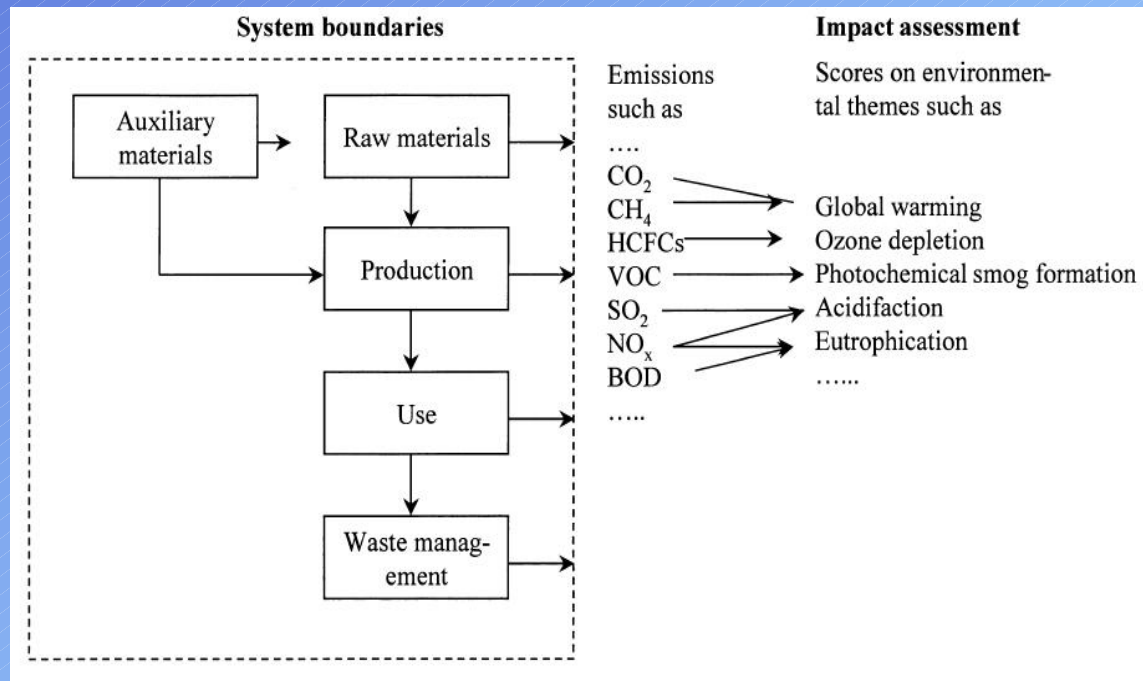 System boundaries
Auxiliary
materials
Raw materials
Production
Use
Waste manag-
ement
Emissions
such as
....
CO₂
CH₄
HCFCs
VOC
SO₂
NOₓ
BOD
.....
Impact assessment
Scores on environmen-
tal themes such as
Global warming
Ozone depletion
Photochemical smog formation
Acidifaction
Eutrophication
......